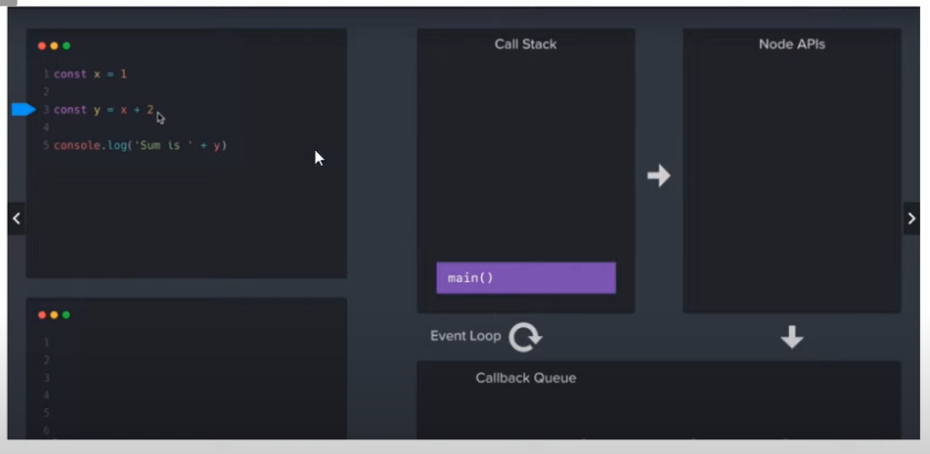 1 const x = 1
2
3 const y = x + 2
4
5 console.log('Sum is ' + y)
1
2
3
4
5
6
Call Stack
main()
Node APIs
Event Loop
Callback Queue